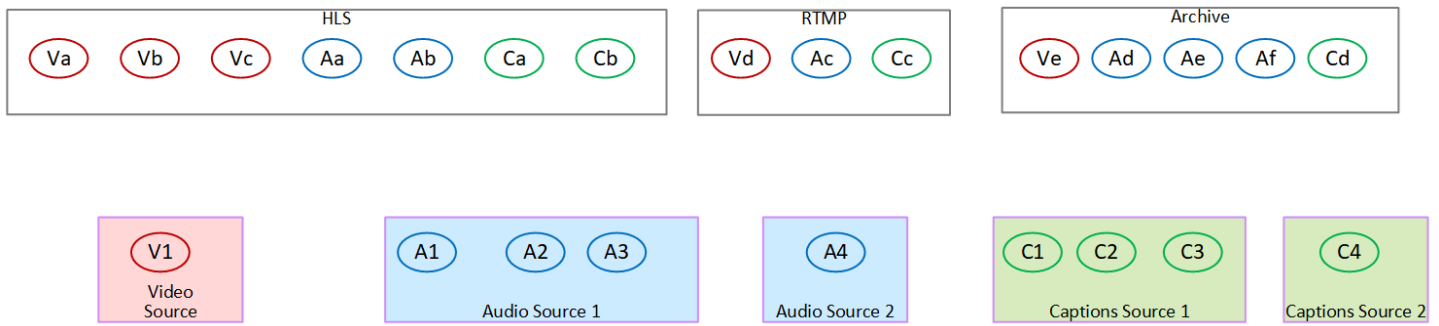 HLS
Va Vb Vc Aa Ab Ca Cb
RTMP
Vd Ac Cc
Archive
Ve Ad Ae Af Cd
V1
Video
Source
A1 A2 A3
Audio Source 1
A4
Audio Source 2
C1 C2 C3
Captions Source 1
C4
Captions Source 2